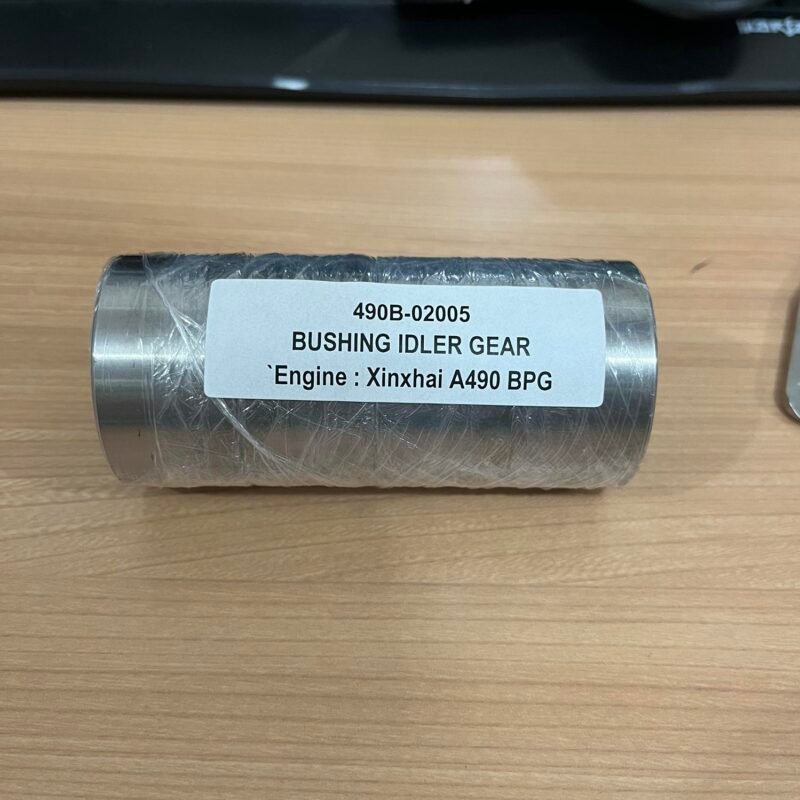 490B-02005
BUSHING IDLER GEAR
`Engine : Xinxhai A490 BPG